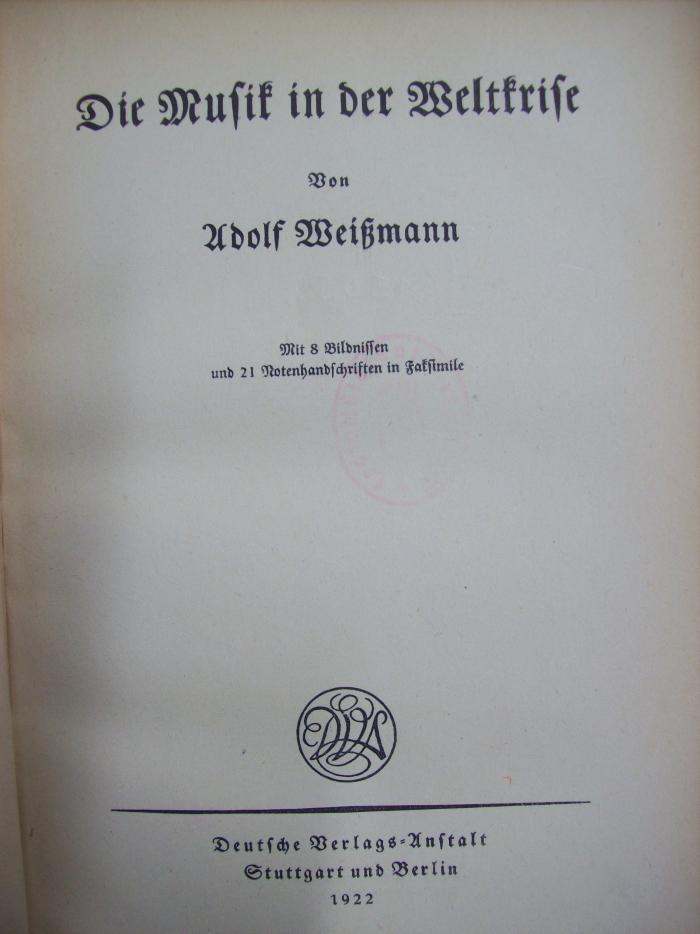 Die Muſik in der Weltkriſe
Von
Adolf Weißmann
Mit 8 Bildniſſen
und 21 Notenhandſchriften in Fakſimile
DVA
Deutſche Verlags-Anſtalt
Stuttgart und Berlin
1922